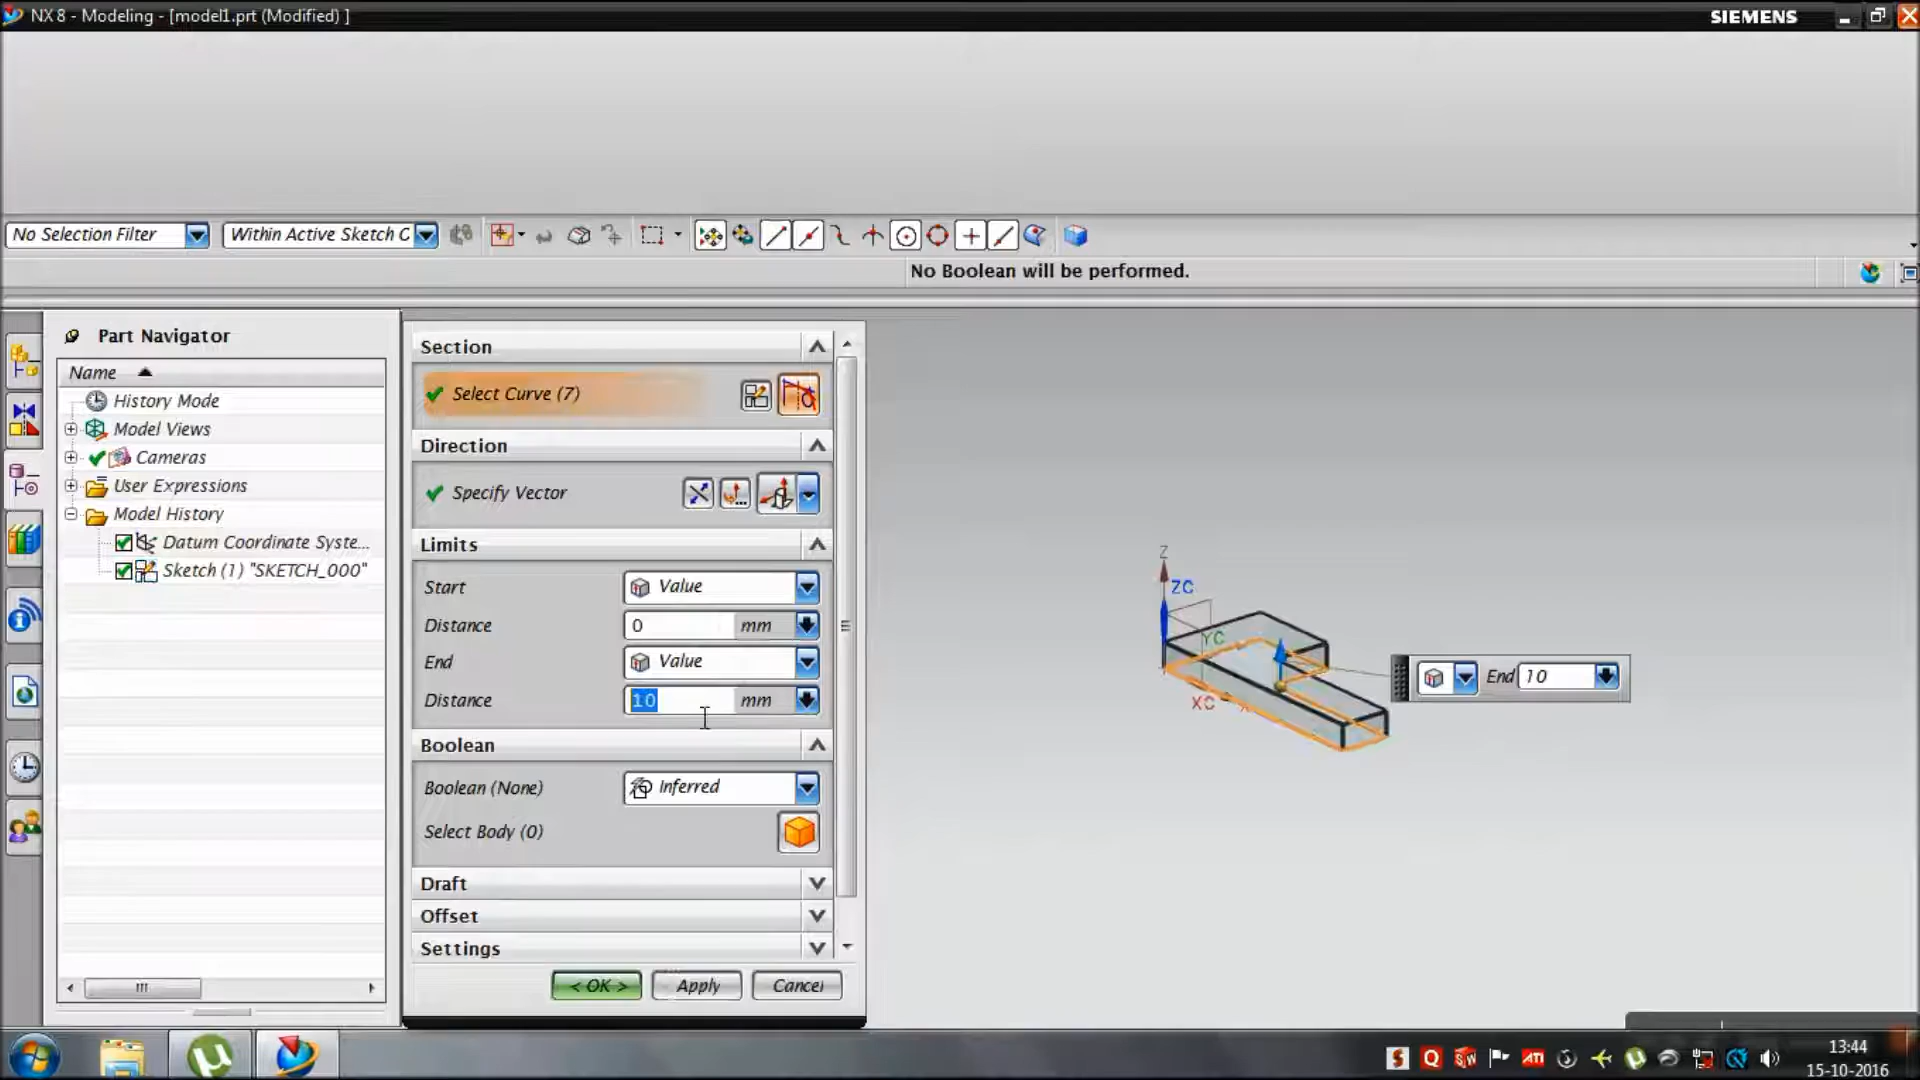 NX 8 - Modeling - [model1.prt (Modified) ]
SIEMENS
No Selection Filter
Within Active Sketch C
No Boolean will be performed.
Part Navigator
Name
History Mode
Model Views
Cameras
User Expressions
Model History
Datum Coordinate Syste...
Sketch (1) "SKETCH_000"
Section
Select Curve (7)
Direction
Specify Vector
Limits
Start
Value
Distance
0
mm
End
Value
Distance
10
mm
Boolean
Boolean (None)
Inferred
Select Body (0)
Draft
Offset
Settings
< OK >
Apply
Cancel
Z
ZC
YC
XC
X
End 10
ATI
13:44
15-10-2016